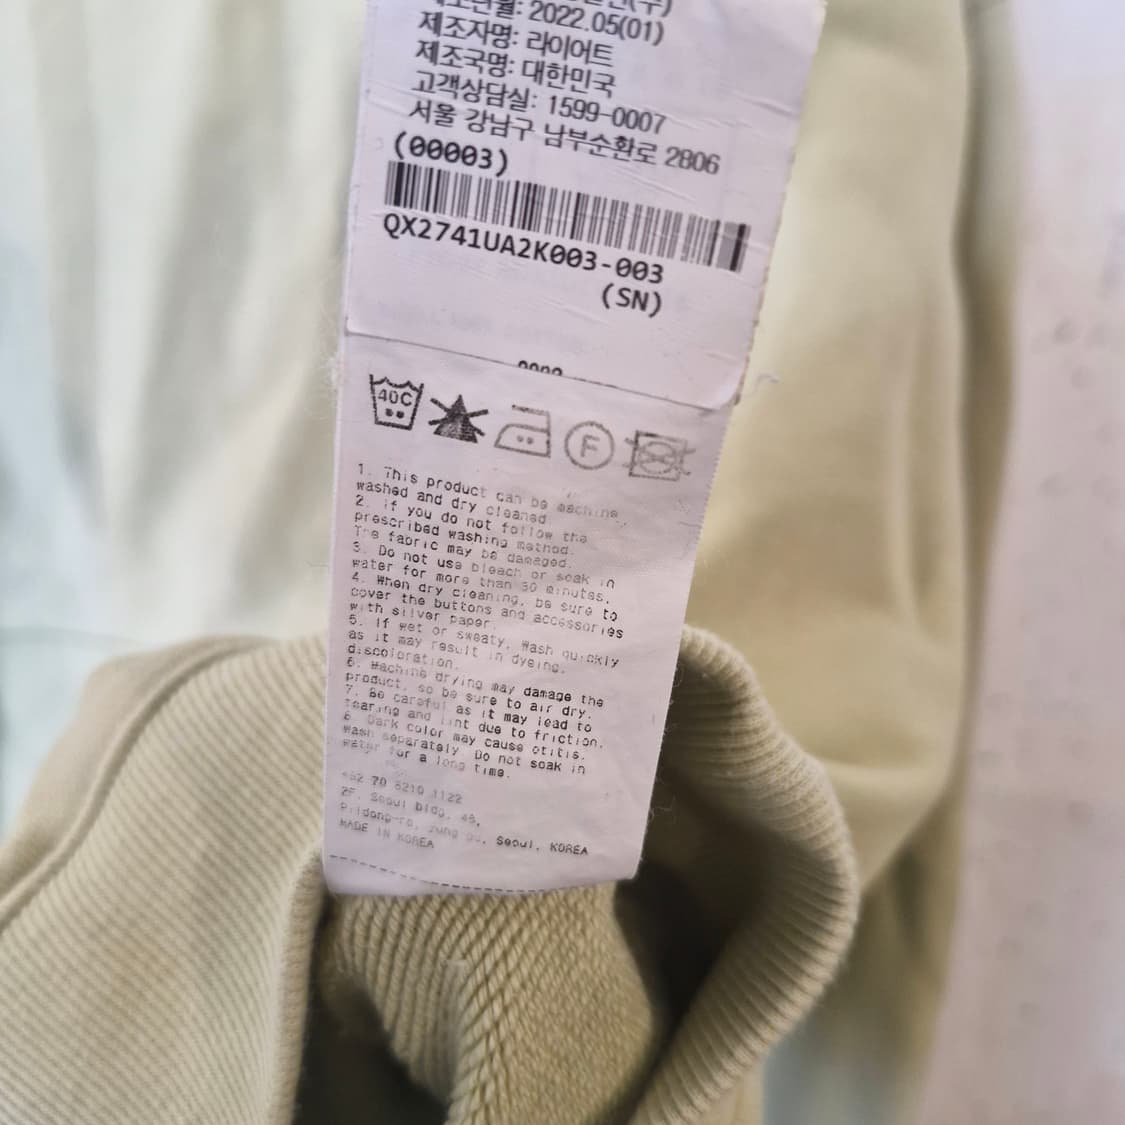 2022.05(01)
제조자명: 라이어트
제조국명: 대한민국
고객상담실: 1599-0007
서울 강남구 남부순환로 2806
(00003)
QX2741UA2K003-003
(SN)
40C
F
1. This product can be machine
washed and dry cleaned.
2. if you do not follow the
prescribed washing method.
The fabric may be damaged.
3. Do not use bleach or soak in
water for more than 30 minutes.
4. When dry cleaning, be sure to
cover the buttons and accessories
with silver paper.
5. If wet or sweaty, Wash quickly
as it may result in dyeing.
discoloration.
6. Machine drying may damage the
product, so be sure to air dry.
7. Be careful as it may lead to
tearing and lint due to friction.
8. Dark color may cause otitis.
wash separately. Do not soak in
water for a long time.
+82 70 8210 1122
2F. Seoul bldg. 49,
Pildong-ro, Jung gu, Seoul, KOREA
MADE IN KOREA